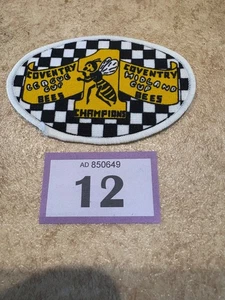 COVENTRY
LEAGUE
CUP
BEES
COVENTRY
MIDLAND
CUP
BEES
CHAMPIONS
AD 850649
12